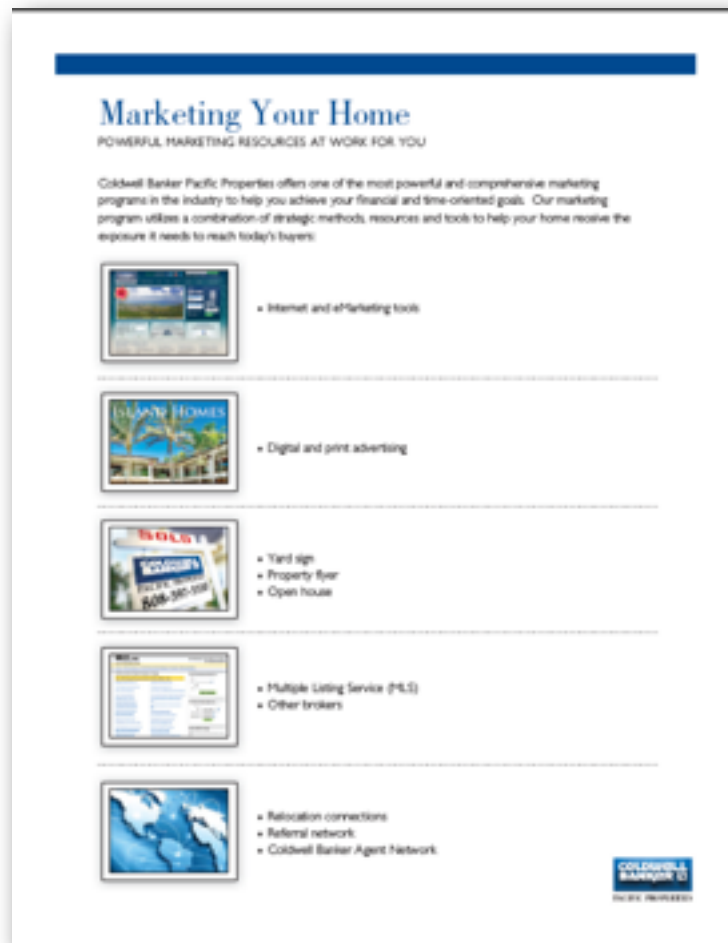 Marketing Your Home
POWERFUL MARKETING RESOURCES AT WORK FOR YOU
Coldwell Banker Pacific Properties offers one of the most powerful and comprehensive marketing
programs in the industry to help you achieve your financial and time-oriented goals. Our marketing
program utilizes a combination of strategic methods, resources and tools to help your home receive the
exposure it needs to reach today's buyers:
• Internet and eMarketing tools
ISLAND HOMES
• Digital and print advertising
SOLD
COLDWELL
BANKER
PACIFIC PROPERTIES
• Yard sign
• Property flyer
• Open house
• Multiple Listing Service (MLS)
• Other brokers
• Relocation connections
• Referral network
• Coldwell Banker Agent Network
COLDWELL
BANKER
PACIFIC PROPERTIES